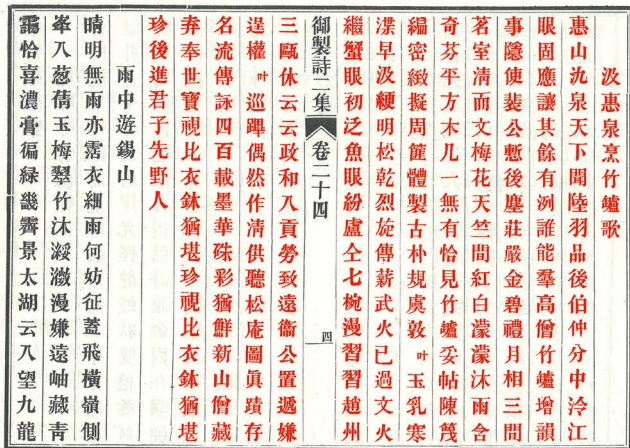 汲惠泉烹竹罏歌
惠山氿泉天下聞陸羽品後伯仲分中泠江
眼固應讓其餘有洌誰能羣高僧竹罏增韻
事隱使裴公慙後塵莊嚴金碧禮月相三間
茗室清而文梅花天竺間紅白濛濛沐雨含
奇芬平方木几一無有恰見竹罏妥帖陳篾
編密緻擬周簠體製古朴規虞敦叶玉乳寒
渫早汲綆明松乾烈旋傳薪武火已過文火
繼蟹眼初泛魚眼紛盧仝七椀漫習習趙州
御製詩二集 卷二十四 四
三甌休云云政和入貢勞致遠衞公置遞嫌
逞權叶巡蹕偶然作清供聽松庵圖眞蹟存
名流傳詠四百載墨華硃彩猶鮮新山僧藏
弆奉世寶視比衣鉢猶堪珍視比衣鉢猶堪
珍後進君子先野人
雨中遊錫山
晴明無雨亦霑衣細雨何妨征蓋飛橫嶺側
峯入葱蒨玉梅翠竹沐溵澂漫嫌遠岫藏青
靄恰喜濃膏徧緑畿霽景太湖云入望九龍